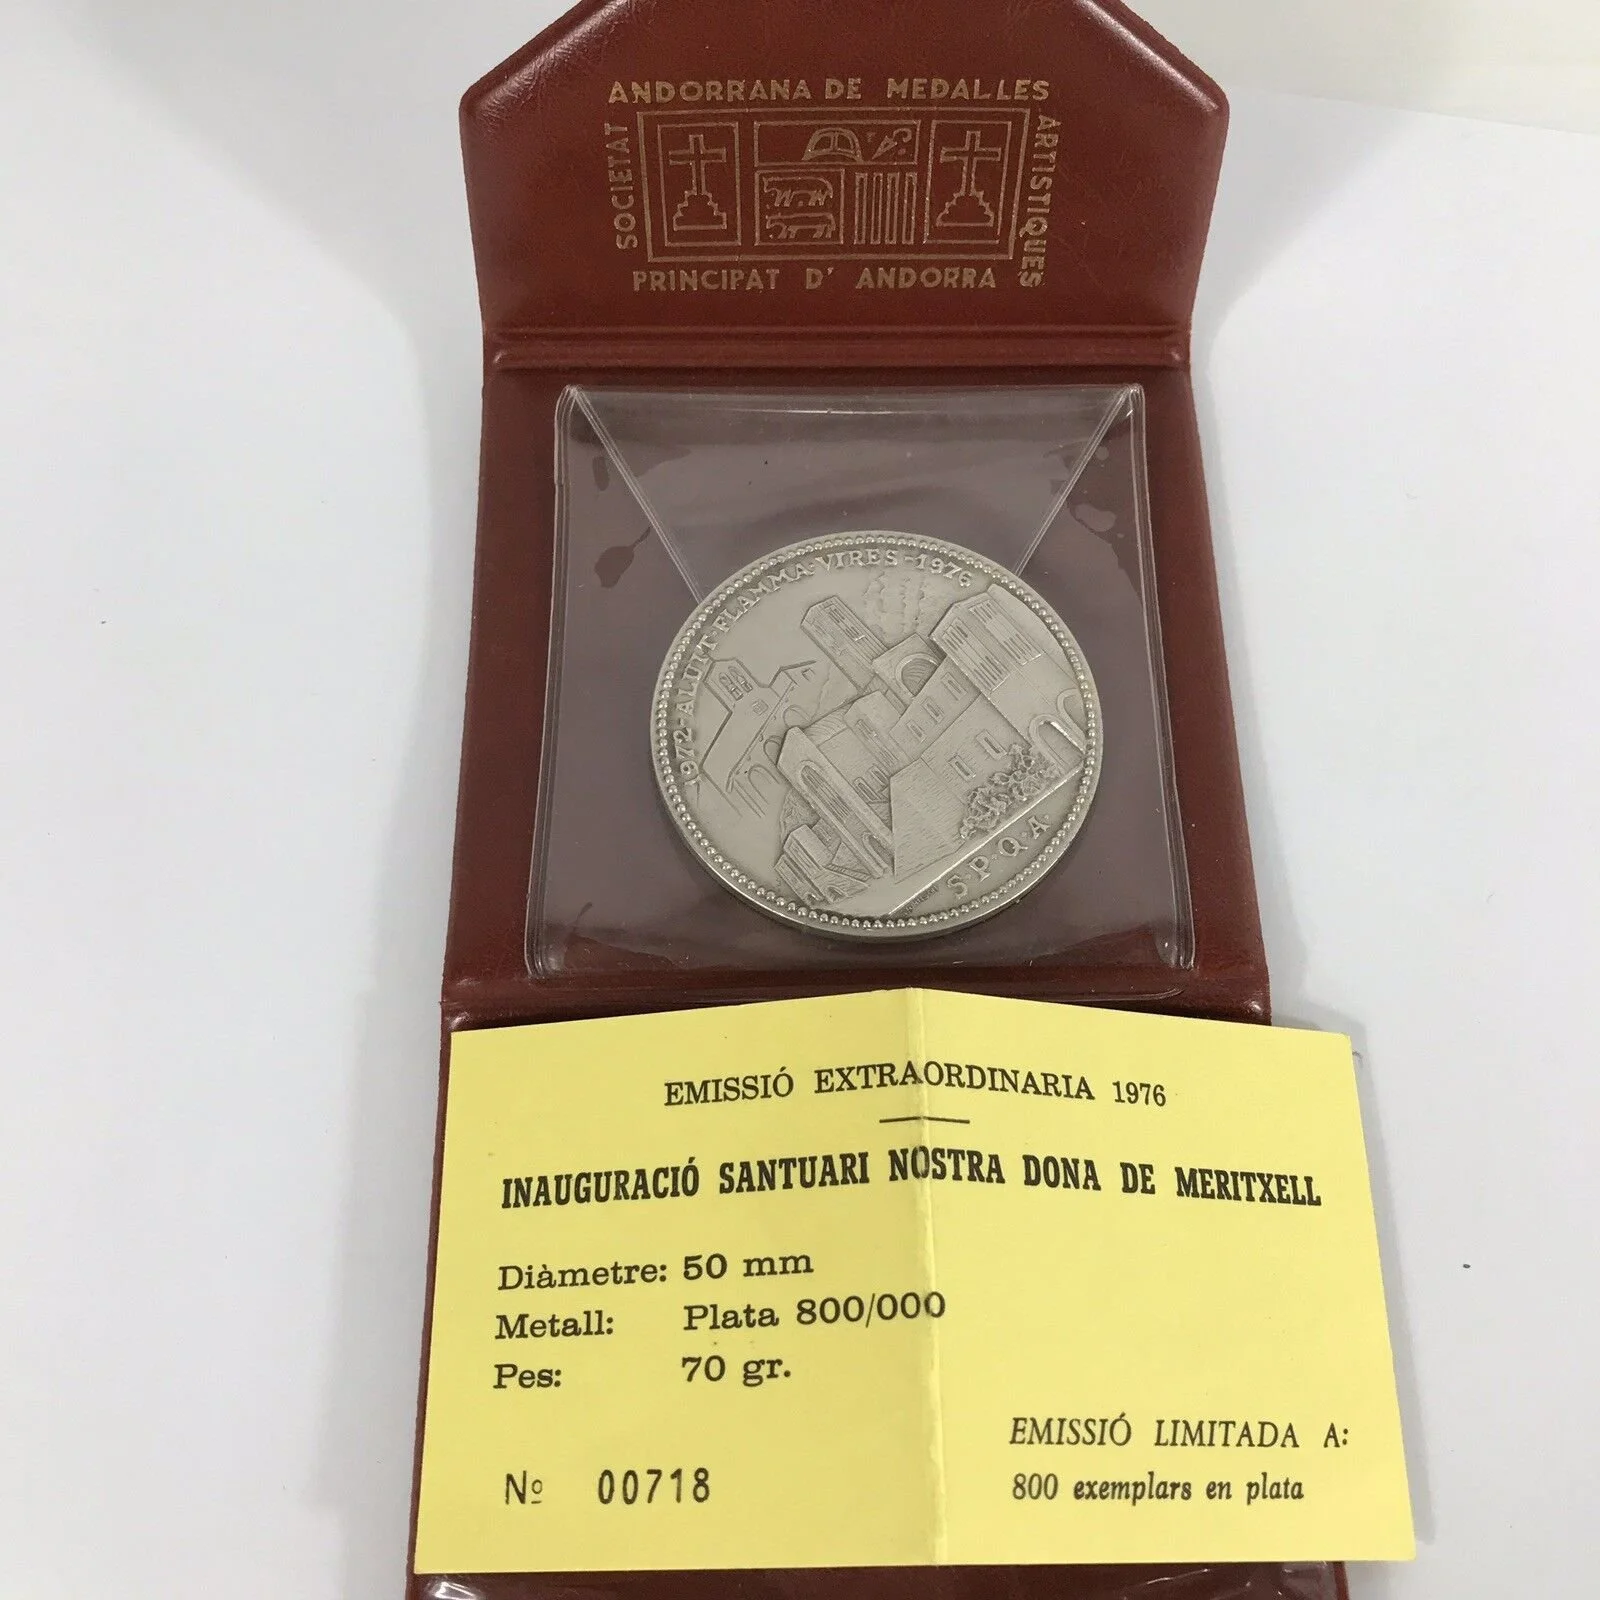 SOCIETAT
ANDORRANA DE MEDALLES
ARTISTIQUES
PRINCIPAT D' ANDORRA
1972-ALUIT·FLAMMA·VIRES-1976
S·P·Q·A·
EMISSIÓ EXTRAORDINARIA 1976
INAUGURACIÓ SANTUARI NOSTRA DONA DE MERITXELL
Diàmetre: 50 mm
Metall: Plata 800/000
Pes: 70 gr.
EMISSIÓ LIMITADA A:
Nº 00718
800 exemplars en plata